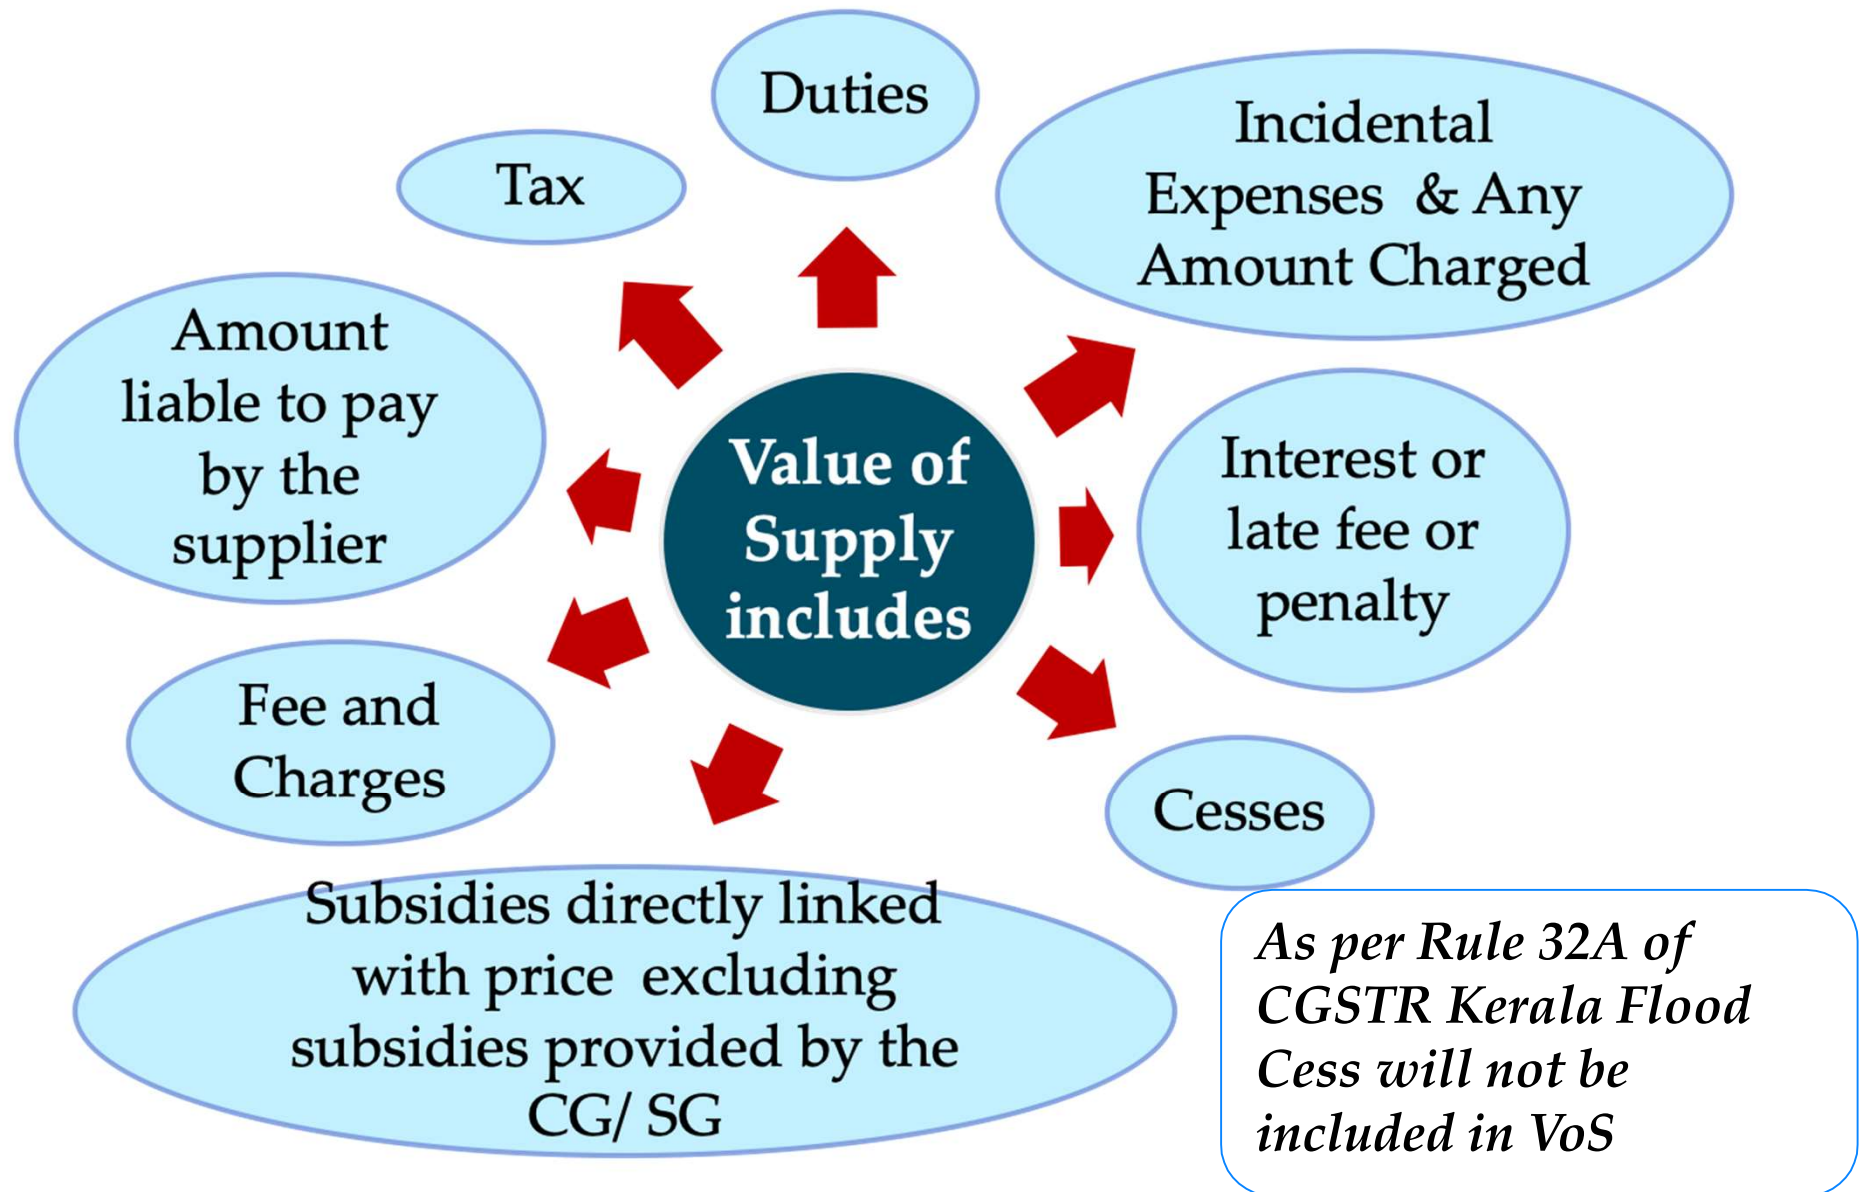 Duties
Incidental
Expenses & Any
Amount Charged
Tax
Amount
liable to pay
by the
supplier
Value of
Supply
includes
Interest or
late fee or
penalty
Fee and
Charges
Cesses
Subsidies directly linked
with price excluding
subsidies provided by the
CG/ SG
As per Rule 32A of
CGSTR Kerala Flood
Cess will not be
included in VoS